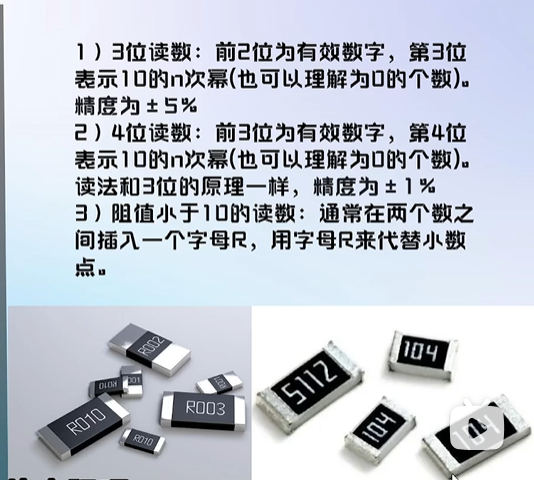 1）3位读数：前2位为有效数字，第3位
表示10的n次幂(也可以理解为0的个数)。
精度为±5%
2）4位读数：前3位为有效数字，第4位
表示10的n次幂(也可以理解为0的个数)。
读法和3位的原理一样，精度为±1%
3）阻值小于10的读数：通常在两个数之
间插入一个字母R，用字母R来代替小数
点。
R002
R010
R003
R010
R010
5112
104
104
104